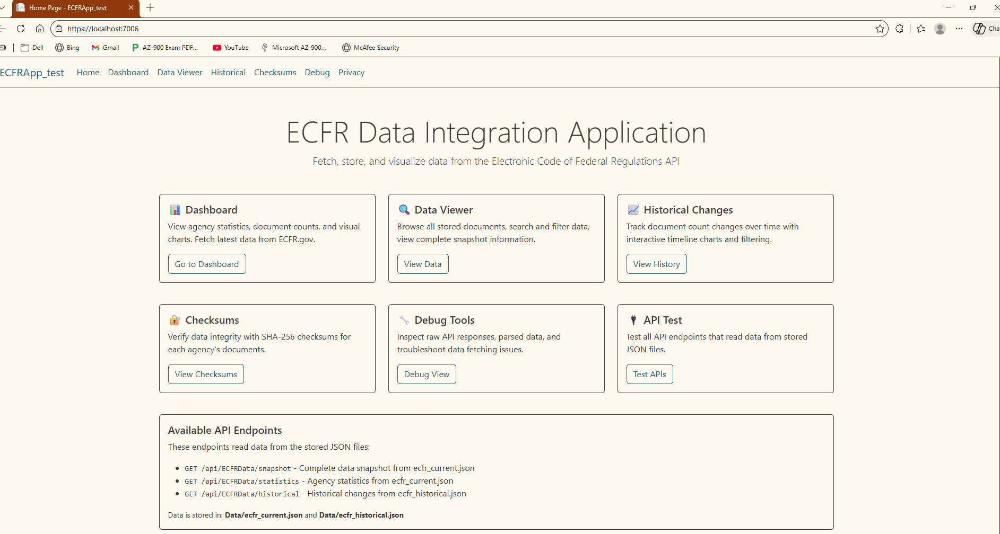 Home Page - ECFRApp_test
https://localhost:7006
Dell
Bing
Gmail
AZ-900 Exam PDF...
YouTube
Microsoft AZ-900...
McAfee Security
ECFRApp_test
Home
Dashboard
Data Viewer
Historical
Checksums
Debug
Privacy
ECFR Data Integration Application
Fetch, store, and visualize data from the Electronic Code of Federal Regulations API
Dashboard
View agency statistics, document counts, and visual
charts. Fetch latest data from ECFR.gov.
Go to Dashboard
Data Viewer
Browse all stored documents, search and filter data,
view complete snapshot information.
View Data
Historical Changes
Track document count changes over time with
interactive timeline charts and filtering.
View History
Checksums
Verify data integrity with SHA-256 checksums for
each agency's documents.
View Checksums
Debug Tools
Inspect raw API responses, parsed data, and
troubleshoot data fetching issues.
Debug View
API Test
Test all API endpoints that read data from stored
JSON files.
Test APIs
Available API Endpoints
These endpoints read data from the stored JSON files:
• GET /api/ECFRData/snapshot - Complete data snapshot from ecfr_current.json
• GET /api/ECFRData/statistics - Agency statistics from ecfr_current.json
• GET /api/ECFRData/historical - Historical changes from ecfr_historical.json
Data is stored in: Data/ecfr_current.json and Data/ecfr_historical.json